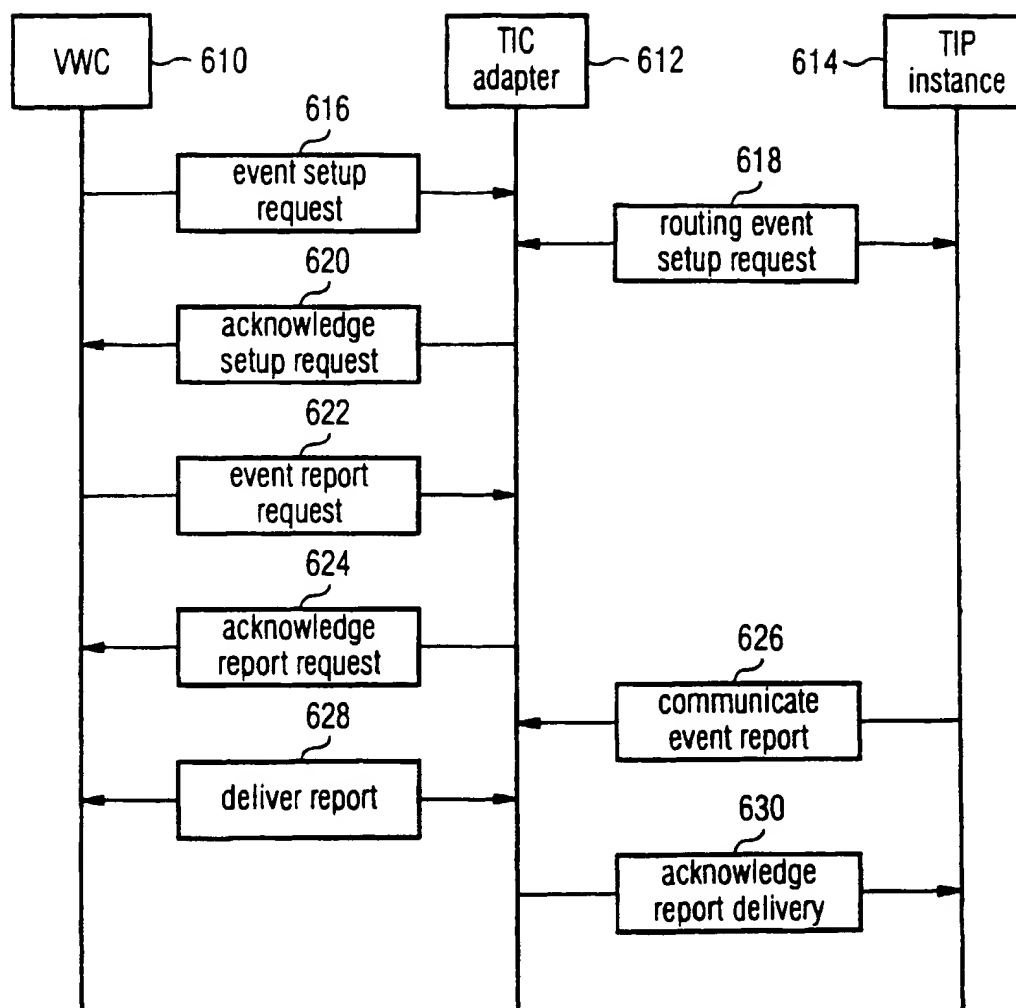 VWC
610
TIC
adapter
612
614
TIP
instance
616
event setup
request
618
routing event
setup request
620
acknowledge
setup request
622
event report
request
624
acknowledge
report request
626
communicate
event report
628
deliver report
630
acknowledge
report delivery